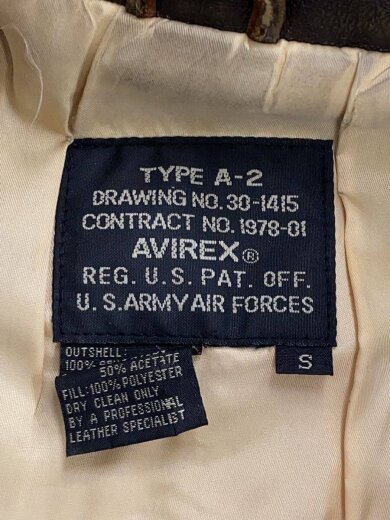 TYPE A-2
DRAWING NO. 30-1415
CONTRACT NO. 1978-01
AVIREX®
REG. U.S. PAT. OFF.
U.S. ARMY AIR FORCES
S
OUTSHELL:
100%
50% ACETATE
FILL: 100% POLYESTER
DRY CLEAN ONLY
BY A PROFESSIONAL
LEATHER SPECIALIST